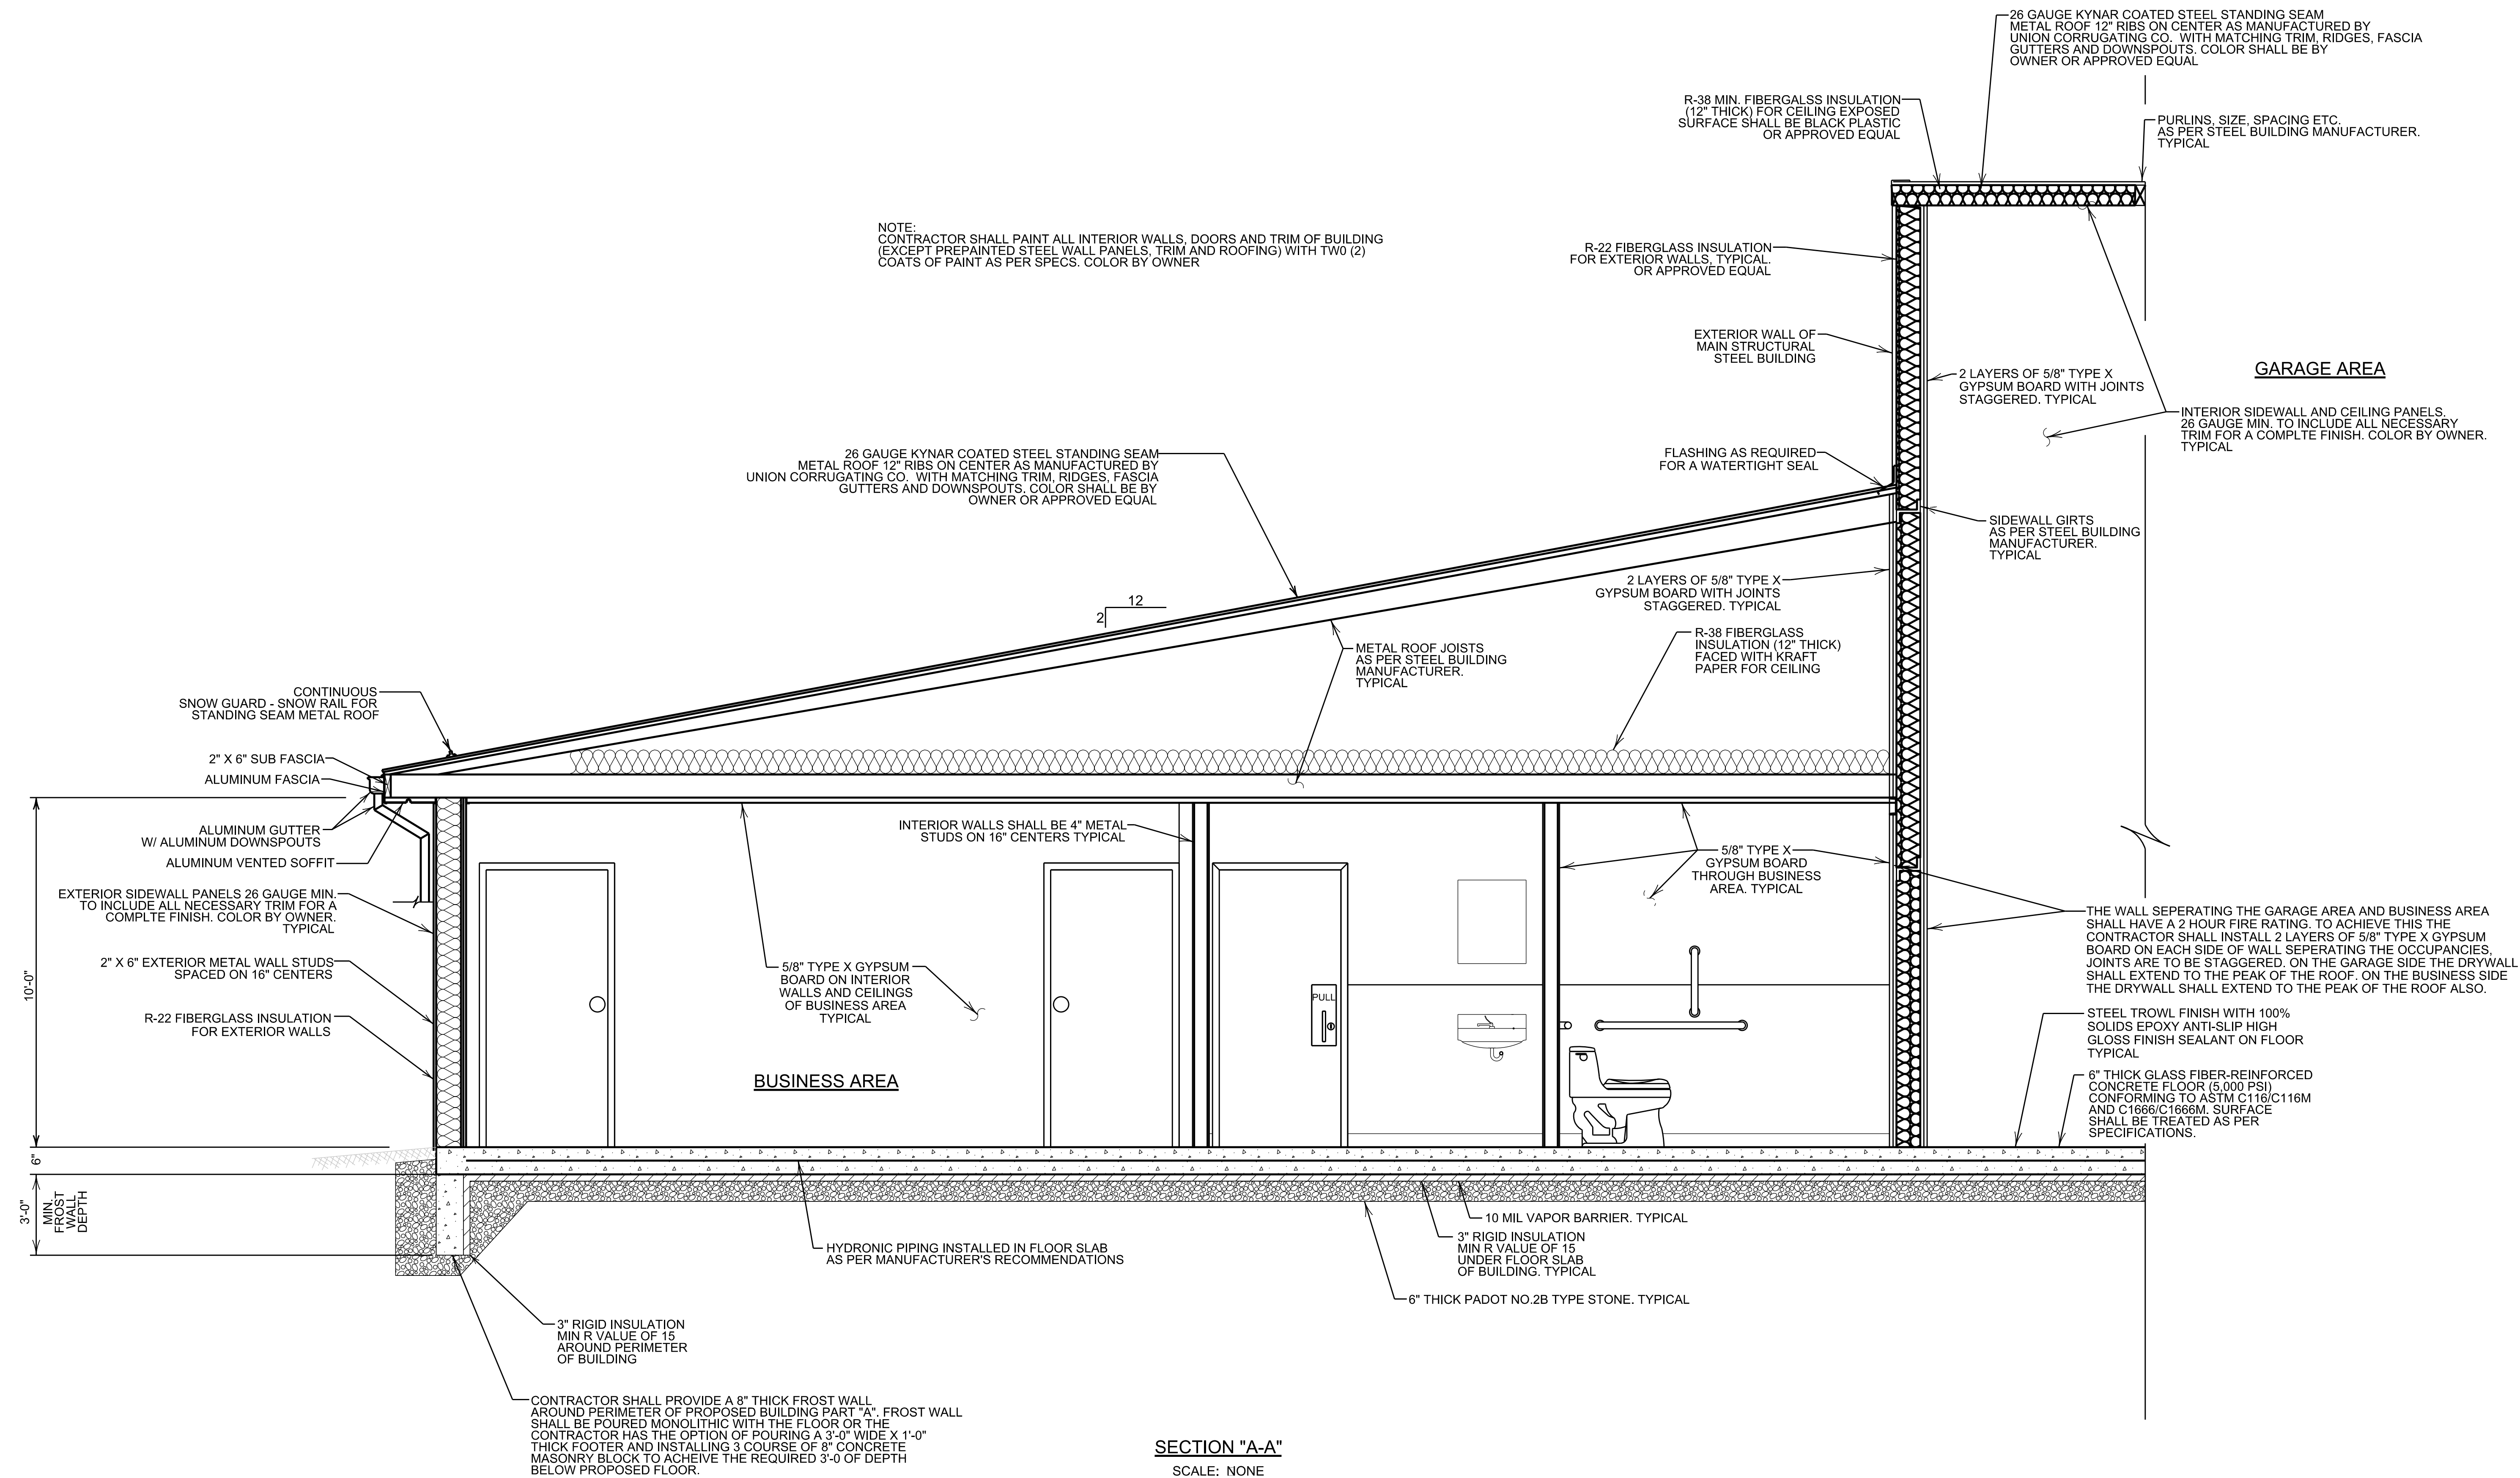 26 GAUGE KYNAR COATED STEEL STANDING SEAM
METAL ROOF 12" RIBS ON CENTER AS MANUFACTURED BY
UNION CORRUGATING CO.  WITH MATCHING TRIM, RIDGES, FASCIA
GUTTERS AND DOWNSPOUTS. COLOR SHALL BE BY
OWNER OR APPROVED EQUAL
R-38 MIN. FIBERGALSS INSULATION
(12" THICK) FOR CEILING EXPOSED
SURFACE SHALL BE BLACK PLASTIC
OR APPROVED EQUAL
PURLINS, SIZE, SPACING ETC.
AS PER STEEL BUILDING MANUFACTURER.
TYPICAL
NOTE:
CONTRACTOR SHALL PAINT ALL INTERIOR WALLS, DOORS AND TRIM OF BUILDING
(EXCEPT PREPAINTED STEEL WALL PANELS, TRIM AND ROOFING) WITH TW0 (2)
COATS OF PAINT AS PER SPECS. COLOR BY OWNER
R-22 FIBERGLASS INSULATION
FOR EXTERIOR WALLS, TYPICAL.
OR APPROVED EQUAL
EXTERIOR WALL OF
MAIN STRUCTURAL
STEEL BUILDING
GARAGE AREA
2 LAYERS OF 5/8" TYPE X
GYPSUM BOARD WITH JOINTS
STAGGERED. TYPICAL
INTERIOR SIDEWALL AND CEILING PANELS.
26 GAUGE MIN. TO INCLUDE ALL NECESSARY
TRIM FOR A COMPLTE FINISH. COLOR BY OWNER.
TYPICAL
26 GAUGE KYNAR COATED STEEL STANDING SEAM
METAL ROOF 12" RIBS ON CENTER AS MANUFACTURED BY
UNION CORRUGATING CO.  WITH MATCHING TRIM, RIDGES, FASCIA
GUTTERS AND DOWNSPOUTS. COLOR SHALL BE BY
OWNER OR APPROVED EQUAL
FLASHING AS REQUIRED
FOR A WATERTIGHT SEAL
SIDEWALL GIRTS
AS PER STEEL BUILDING
MANUFACTURER.
TYPICAL
2 LAYERS OF 5/8" TYPE X
GYPSUM BOARD WITH JOINTS
STAGGERED. TYPICAL
12
2
R-38 FIBERGLASS
INSULATION (12" THICK)
FACED WITH KRAFT
PAPER FOR CEILING
METAL ROOF JOISTS
AS PER STEEL BUILDING
MANUFACTURER.
TYPICAL
CONTINUOUS
SNOW GUARD - SNOW RAIL FOR
STANDING SEAM METAL ROOF
2" X 6" SUB FASCIA
ALUMINUM FASCIA
ALUMINUM GUTTER
W/ ALUMINUM DOWNSPOUTS
ALUMINUM VENTED SOFFIT
EXTERIOR SIDEWALL PANELS 26 GAUGE MIN.
TO INCLUDE ALL NECESSARY TRIM FOR A
COMPLTE FINISH. COLOR BY OWNER.
TYPICAL
2" X 6" EXTERIOR METAL WALL STUDS
SPACED ON 16" CENTERS
R-22 FIBERGLASS INSULATION
FOR EXTERIOR WALLS
10'-0"
6"
3'-0"
MIN.
FROST
WALL
DEPTH
INTERIOR WALLS SHALL BE 4" METAL
STUDS ON 16" CENTERS TYPICAL
5/8" TYPE X
GYPSUM BOARD
THROUGH BUSINESS
AREA. TYPICAL
5/8" TYPE X GYPSUM
BOARD ON INTERIOR
WALLS AND CEILINGS
OF BUSINESS AREA
TYPICAL
PULL
BUSINESS AREA
THE WALL SEPERATING THE GARAGE AREA AND BUSINESS AREA
SHALL HAVE A 2 HOUR FIRE RATING. TO ACHIEVE THIS THE
CONTRACTOR SHALL INSTALL 2 LAYERS OF 5/8" TYPE X GYPSUM
BOARD ON EACH SIDE OF WALL SEPERATING THE OCCUPANCIES,
JOINTS ARE TO BE STAGGERED. ON THE GARAGE SIDE THE DRYWALL
SHALL EXTEND TO THE PEAK OF THE ROOF. ON THE BUSINESS SIDE
THE DRYWALL SHALL EXTEND TO THE PEAK OF THE ROOF ALSO.
STEEL TROWL FINISH WITH 100%
SOLIDS EPOXY ANTI-SLIP HIGH
GLOSS FINISH SEALANT ON FLOOR
TYPICAL
6" THICK GLASS FIBER-REINFORCED
CONCRETE FLOOR (5,000 PSI)
CONFORMING TO ASTM C116/C116M
AND C1666/C1666M. SURFACE
SHALL BE TREATED AS PER
SPECIFICATIONS.
10 MIL VAPOR BARRIER. TYPICAL
3" RIGID INSULATION
MIN R VALUE OF 15
UNDER FLOOR SLAB
OF BUILDING. TYPICAL
HYDRONIC PIPING INSTALLED IN FLOOR SLAB
AS PER MANUFACTURER'S RECOMMENDATIONS
6" THICK PADOT NO.2B TYPE STONE. TYPICAL
3" RIGID INSULATION
MIN R VALUE OF 15
AROUND PERIMETER
OF BUILDING
CONTRACTOR SHALL PROVIDE A 8" THICK FROST WALL
AROUND PERIMETER OF PROPOSED BUILDING PART "A". FROST WALL
SHALL BE POURED MONOLITHIC WITH THE FLOOR OR THE
CONTRACTOR HAS THE OPTION OF POURING A 3'-0" WIDE X 1'-0"
THICK FOOTER AND INSTALLING 3 COURSE OF 8" CONCRETE
MASONRY BLOCK TO ACHEIVE THE REQUIRED 3'-0 OF DEPTH
BELOW PROPOSED FLOOR.
SECTION "A-A"
SCALE:  NONE